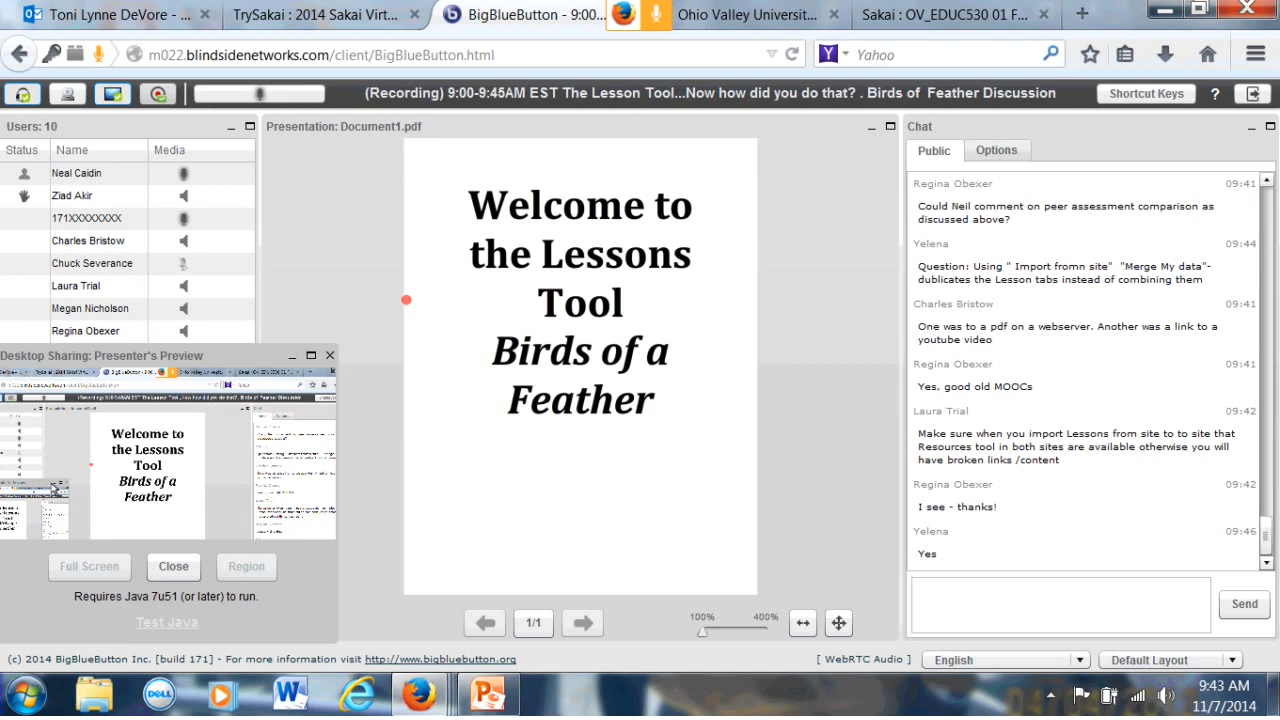 Toni Lynne DeVore - ...
TrySakai : 2014 Sakai Virt...
BigBlueButton - 9:00...
Ohio Valley Universit...
Sakai : OV_EDUC530 01 F...
m022.blindsidenetworks.com/client/BigBlueButton.html
Yahoo
(Recording) 9:00-9:45AM EST The Lesson Tool...Now how did you do that? . Birds of Feather Discussion
Shortcut Keys
?
Users: 10
Status Name Media
Neal Caidin
Ziad Akir
171XXXXXXXX
Charles Bristow
Chuck Severance
Laura Trial
Megan Nicholson
Regina Obexer
Desktop Sharing: Presenter's Preview
Welcome to
the Lessons
Tool
Birds of a
Feather
Full Screen
Close
Region
Requires Java 7u51 (or later) to run.
Test Java
Presentation: Document1.pdf
Welcome to
the Lessons
Tool
Birds of a
Feather
1/1
100% 400%
Chat
Public
Options
Regina Obexer 09:41
Could Neil comment on peer assessment comparison as
discussed above?
Yelena 09:44
Question: Using " Import fromn site" "Merge My data"-
dublicates the Lesson tabs instead of combining them
Charles Bristow 09:41
One was to a pdf on a webserver. Another was a link to a
youtube video
Regina Obexer 09:41
Yes, good old MOOCs
Laura Trial 09:42
Make sure when you import Lessons from site to to site that
Resources tool in both sites are available otherwise you will
have broken links /content
Regina Obexer 09:42
I see - thanks!
Yelena 09:46
Yes
Send
(c) 2014 BigBlueButton Inc. [build 171] - For more information visit http://www.bigbluebutton.org
[ WebRTC Audio ]
English
Default Layout
DELL
9:43 AM
11/7/2014